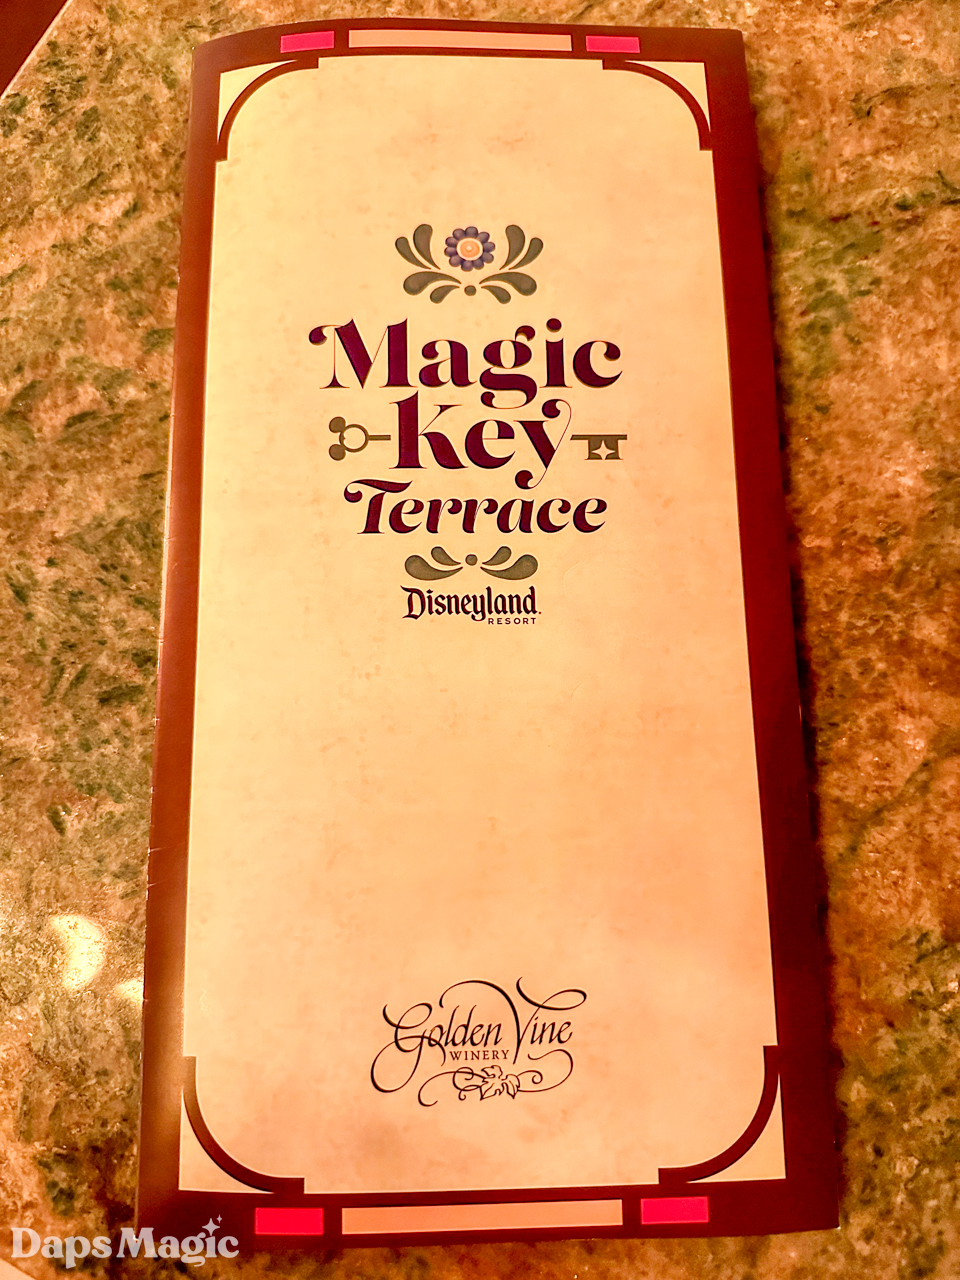 Magic
Key
Terrace
Disneyland
RESORT
Golden Vine
WINERY
DapsMagic